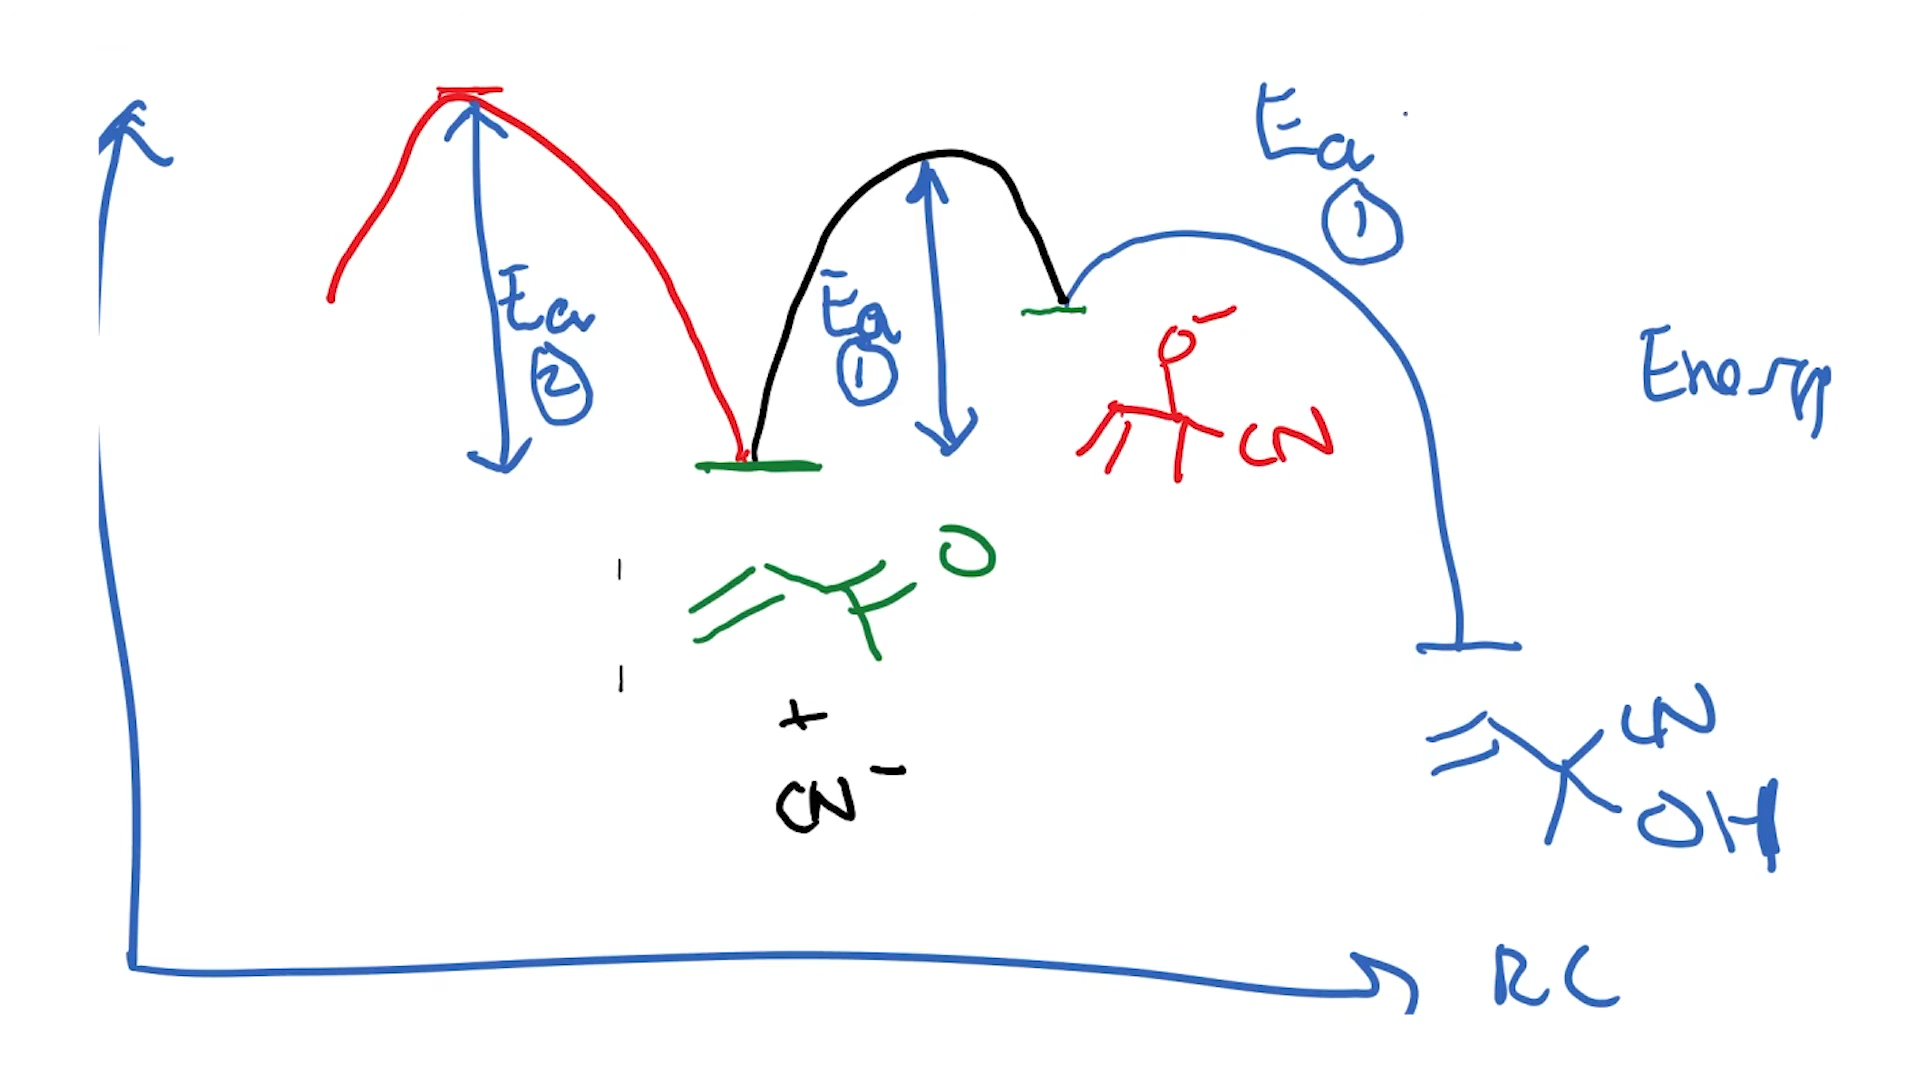 Ea
①
Ea
②
Ea
①
Energy
O⁻
CN
O
+
CN⁻
CN
OH
RC